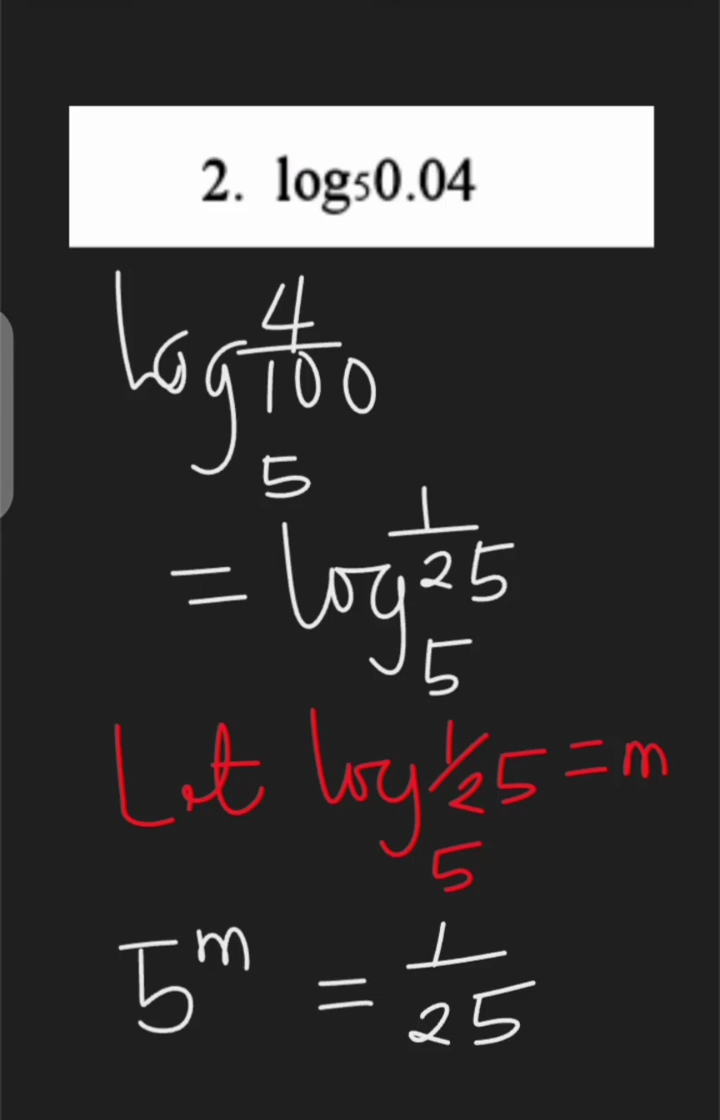 2. log₅0.04
log₅ 4/100
= log₅ 1/25
Let log₅ 1/25 = m
5ᵐ = 1/25